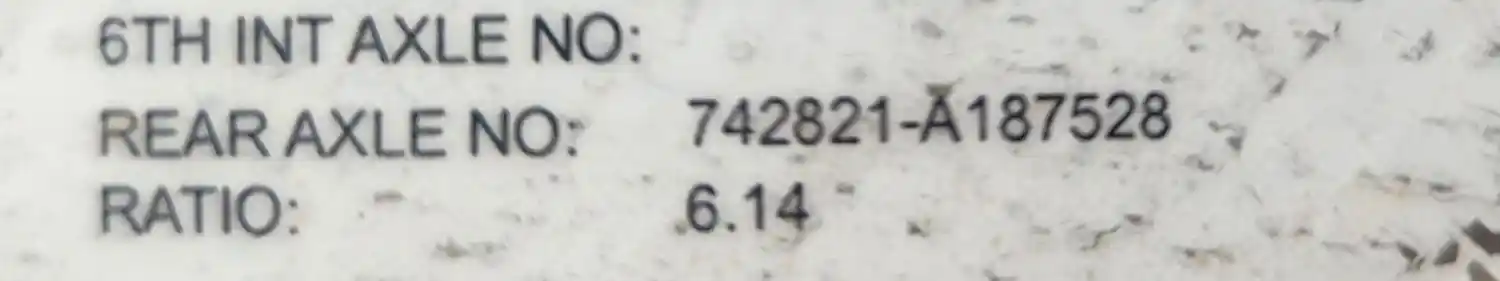 6TH INT AXLE NO:
REAR AXLE NO: 742821-A187528
RATIO: 6.14